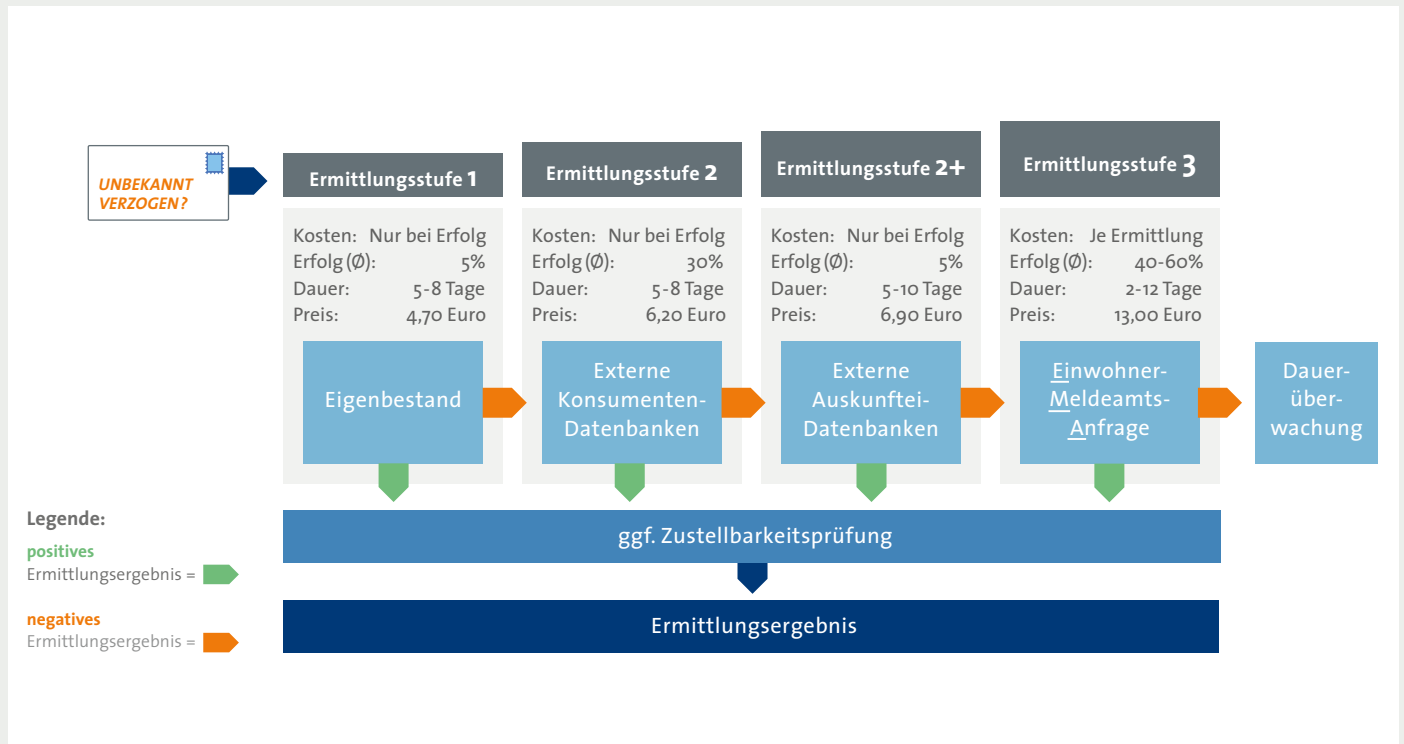 UNBEKANNT
VERZOGEN?
Ermittlungsstufe 1
Kosten: Nur bei Erfolg
Erfolg (Ø): 5%
Dauer: 5-8 Tage
Preis: 4,70 Euro
Eigenbestand
Ermittlungsstufe 2
Kosten: Nur bei Erfolg
Erfolg (Ø): 30%
Dauer: 5-8 Tage
Preis: 6,20 Euro
Externe
Konsumenten-
Datenbanken
Ermittlungsstufe 2+
Kosten: Nur bei Erfolg
Erfolg (Ø): 5%
Dauer: 5-10 Tage
Preis: 6,90 Euro
Externe
Auskunftei-
Datenbanken
Ermittlungsstufe 3
Kosten: Je Ermittlung
Erfolg (Ø): 40-60%
Dauer: 2-12 Tage
Preis: 13,00 Euro
Einwohner-
Meldeamts-
Anfrage
Dauer-
über-
wachung
ggf. Zustellbarkeitsprüfung
Ermittlungsergebnis
Legende:
positives
Ermittlungsergebnis =
negatives
Ermittlungsergebnis =